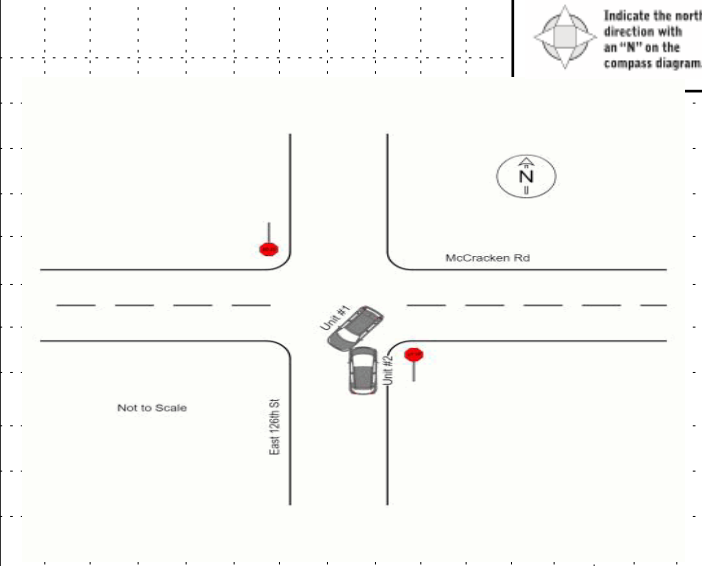 Indicate the north
direction with
an "N" on the
compass diagram.
N
McCracken Rd
Unit #1
Unit #2
Not to Scale
East 126th St